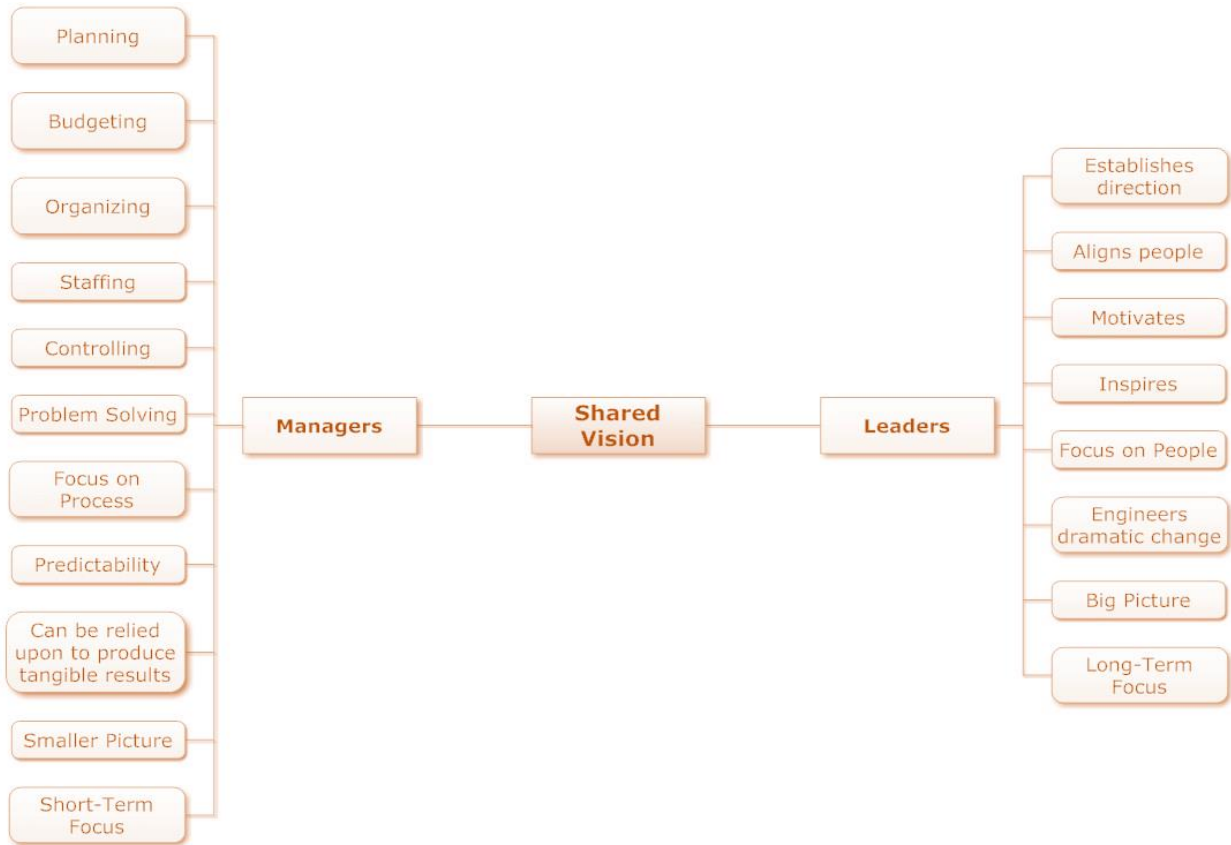 Planning
Budgeting
Organizing
Staffing
Controlling
Problem Solving
Focus on
Process
Predictability
Can be relied
upon to produce
tangible results
Smaller Picture
Short-Term
Focus
Managers
Shared
Vision
Leaders
Establishes
direction
Aligns people
Motivates
Inspires
Focus on People
Engineers
dramatic change
Big Picture
Long-Term
Focus